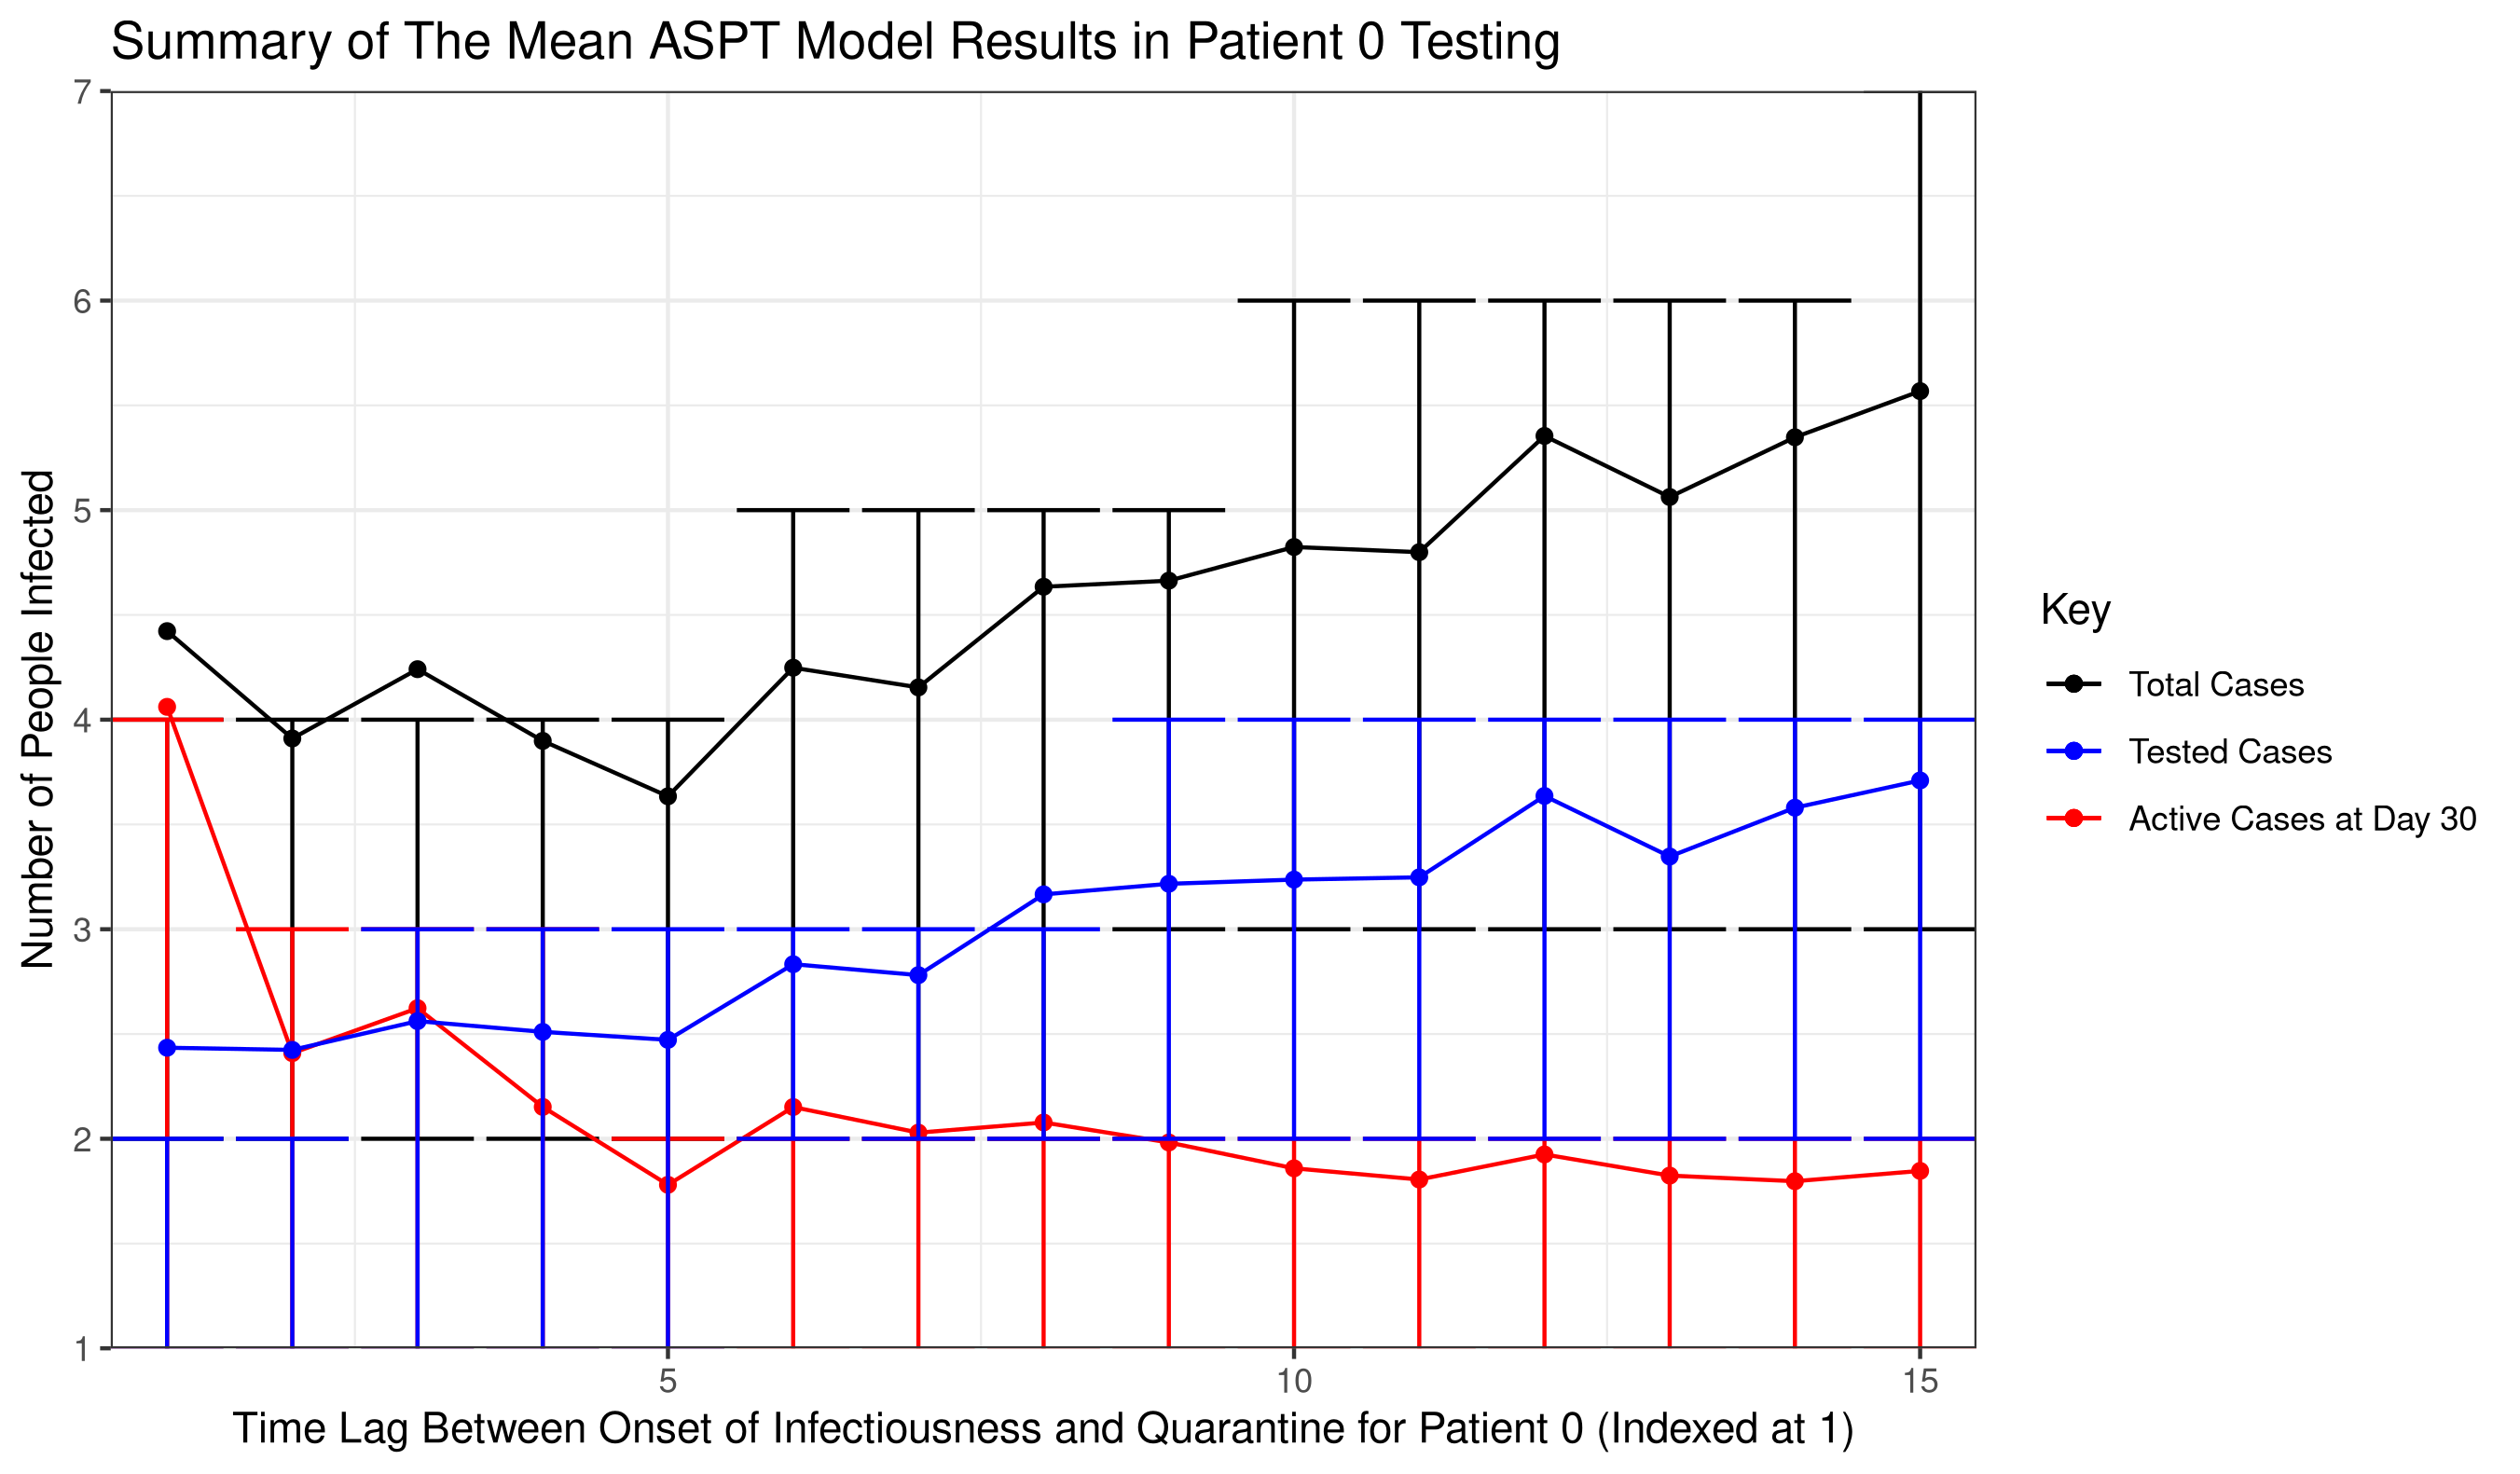 Summary of The Mean ASPT Model Results in Patient 0 Testing
7
6
5
4
3
2
1
Number of People Infected
5
10
15
Time Lag Between Onset of Infectiousness and Quarantine for Patient 0 (Indexed at 1)
Key
Total Cases
Tested Cases
Active Cases at Day 30